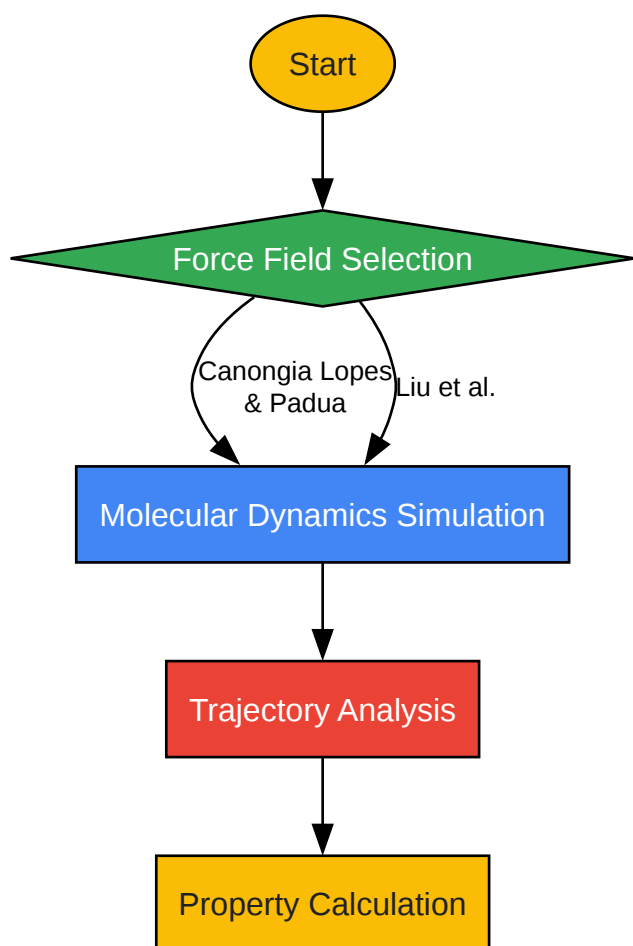 Start
Force Field Selection
Canongia Lopes
& Padua
Liu et al.
Molecular Dynamics Simulation
Trajectory Analysis
Property Calculation